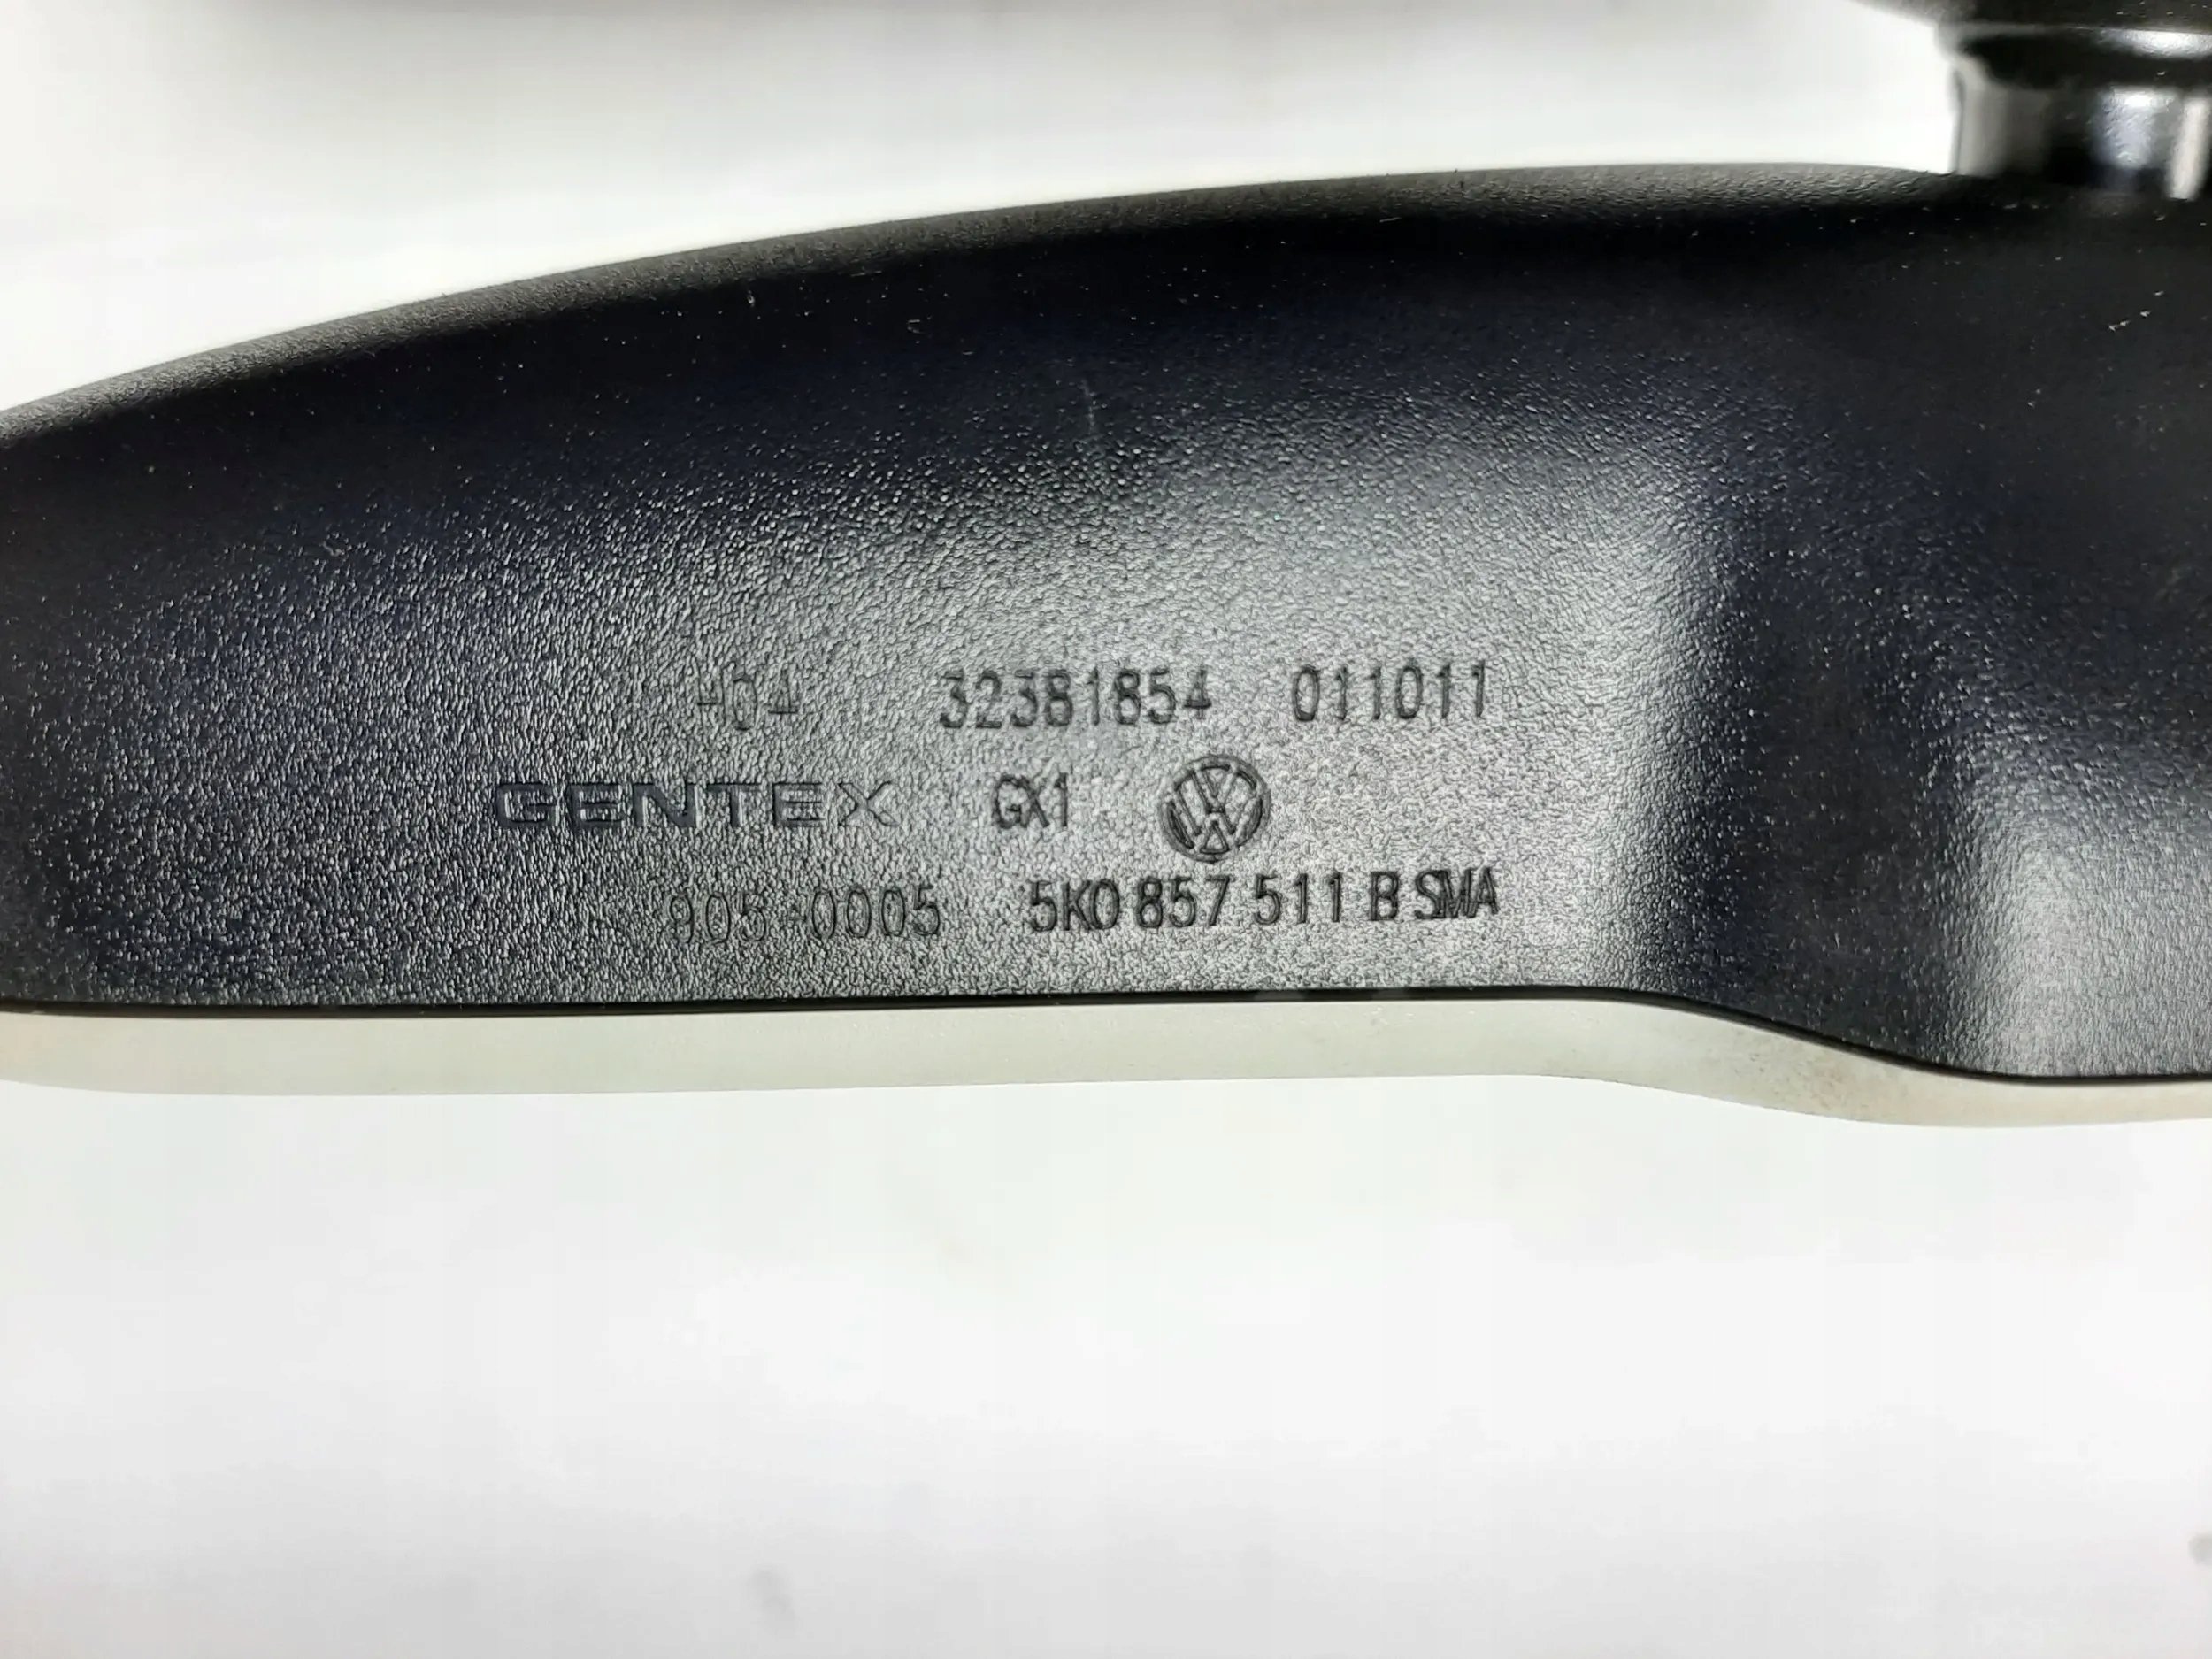 H04 32381854 011011
GENTEX GX1
905-0005 5K0 857 511 B SMA